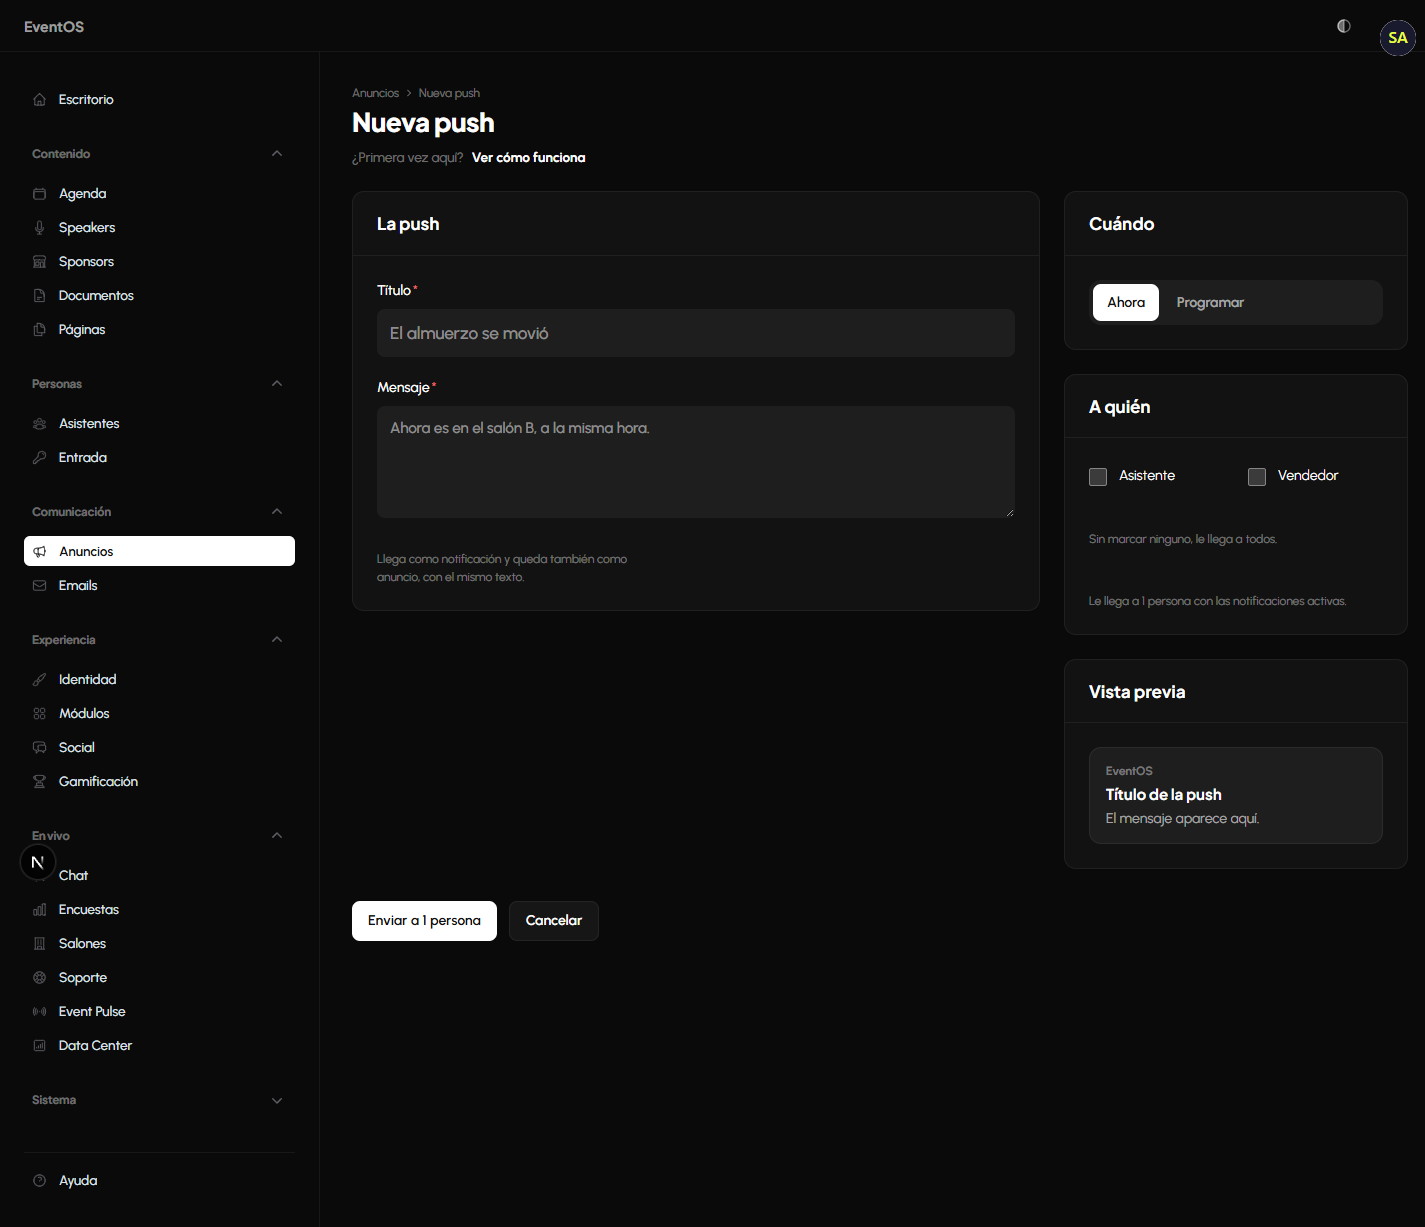 EventOS
SA
Escritorio
Contenido
Agenda
Speakers
Sponsors
Documentos
Páginas
Personas
Asistentes
Entrada
Comunicación
Anuncios
Emails
Experiencia
Identidad
Módulos
Social
Gamificación
En vivo
N
Chat
Encuestas
Salones
Soporte
Event Pulse
Data Center
Sistema
Ayuda
Anuncios > Nueva push
Nueva push
¿Primera vez aquí? Ver cómo funciona
La push
Título*
El almuerzo se movió
Mensaje*
Ahora es en el salón B, a la misma hora.
Llega como notificación y queda también como
anuncio, con el mismo texto.
Cuándo
Ahora Programar
A quién
Asistente Vendedor
Sin marcar ninguno, le llega a todos.
Le llega a 1 persona con las notificaciones activas.
Vista previa
EventOS
Título de la push
El mensaje aparece aquí.
Enviar a 1 persona Cancelar